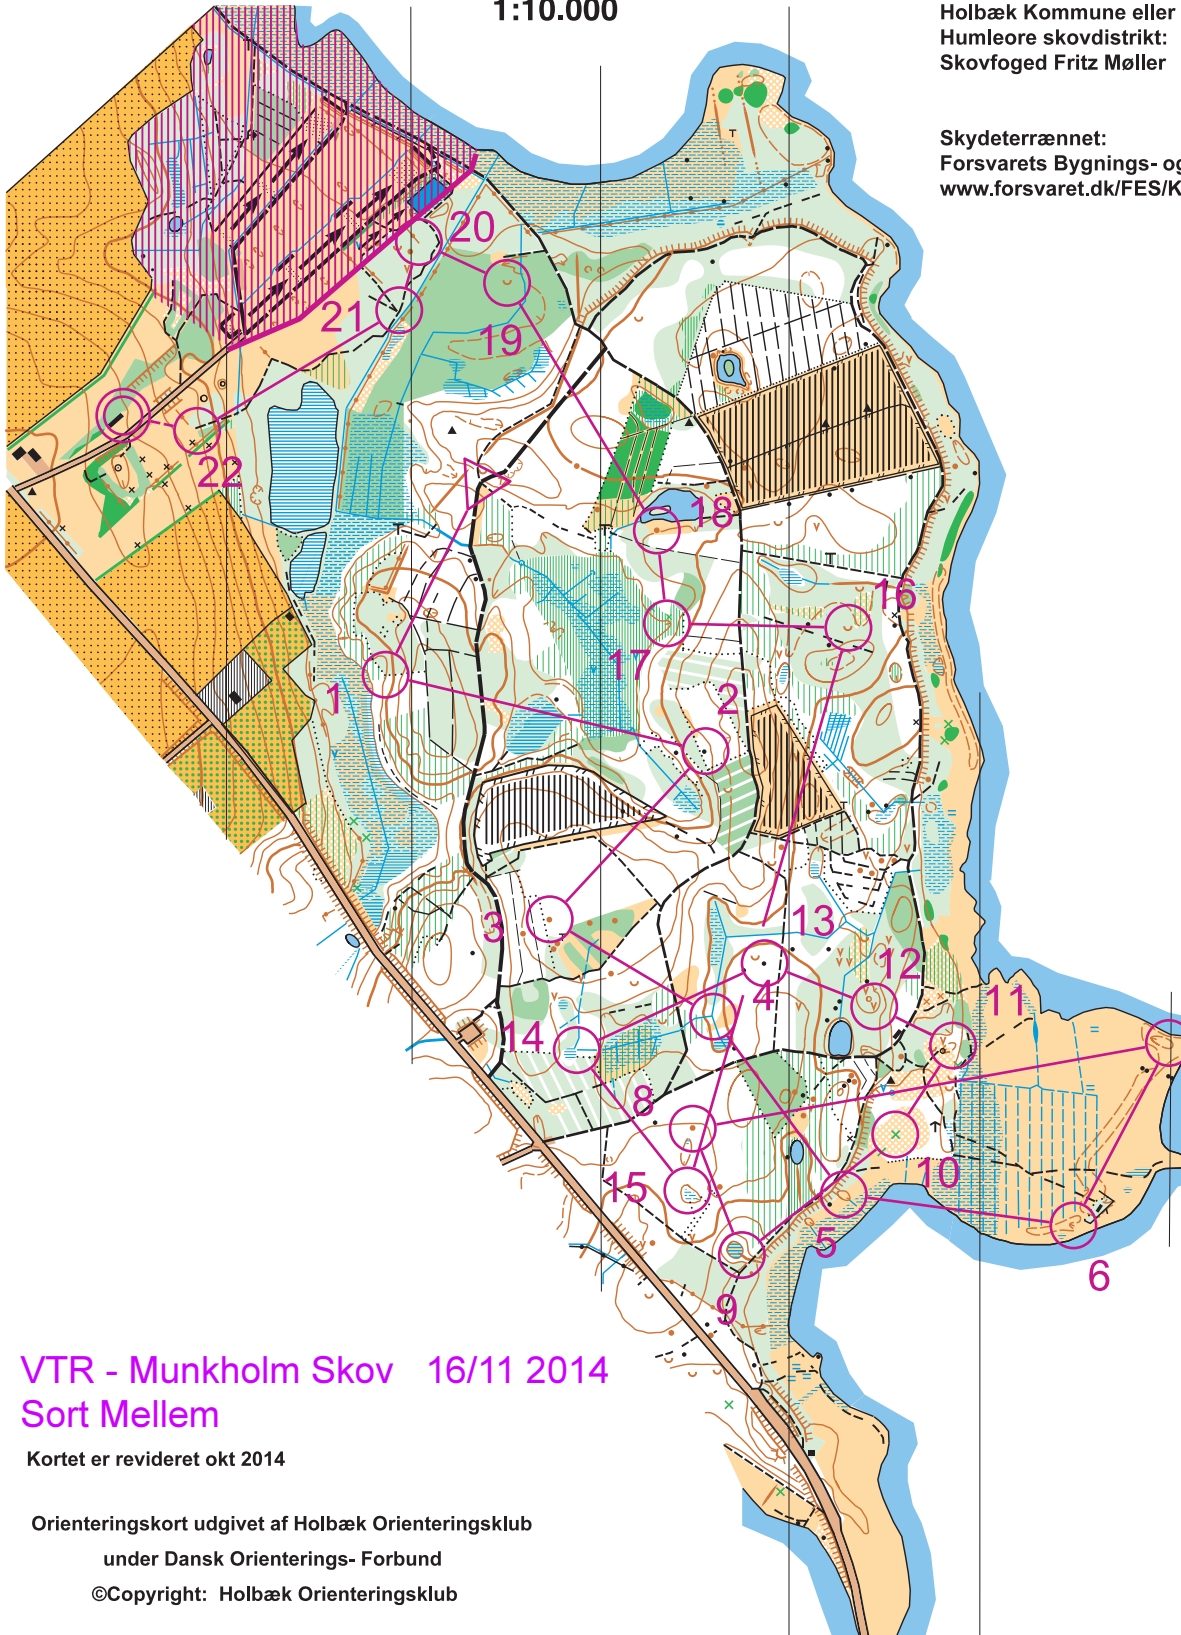 1:10.000
Holbæk Kommune eller
Humleore skovdistrikt:
Skovfoged Fritz Møller
Skydeterrænnet:
Forsvarets Bygnings- og
www.forsvaret.dk/FES/K
20
21
19
22
18
16
17
1
2
3
13
12
11
4
14
8
10
15
5
6
9
VTR - Munkholm Skov 16/11 2014
Sort Mellem
Kortet er revideret okt 2014
Orienteringskort udgivet af Holbæk Orienteringsklub
under Dansk Orienterings- Forbund
©Copyright: Holbæk Orienteringsklub